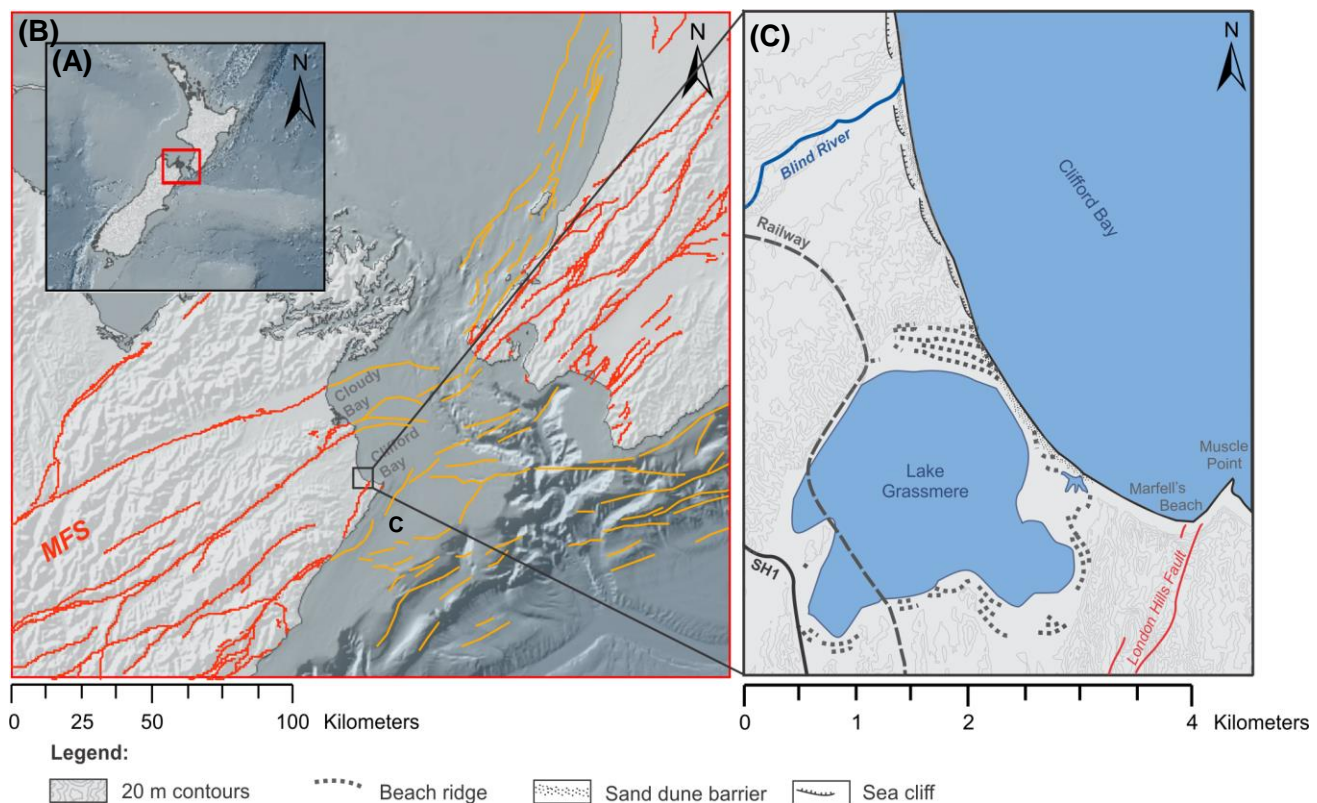 (B)
(A)
N
N
Cloudy
Bay
Clifford
Bay
MFS
C
0 25 50 100 Kilometers
(C)
N
Blind River
Clifford Bay
Railway
Lake
Grassmere
Muscle
Point
Marfell's
Beach
SH1
London Hills Fault
0 1 2 4 Kilometers
Legend:
20 m contours
Beach ridge
Sand dune barrier
Sea cliff